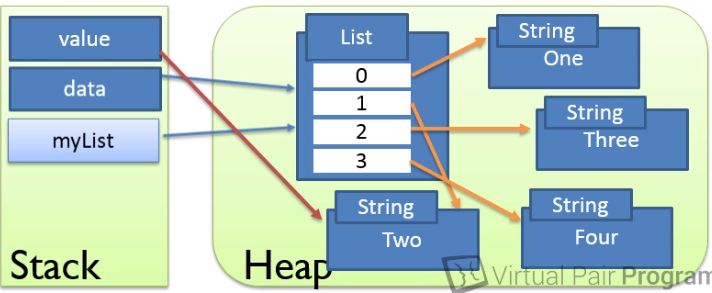 value
data
myList
Stack
List
0
1
2
3
String
One
String
Three
String
Two
String
Four
Heap
Virtual Pair Program